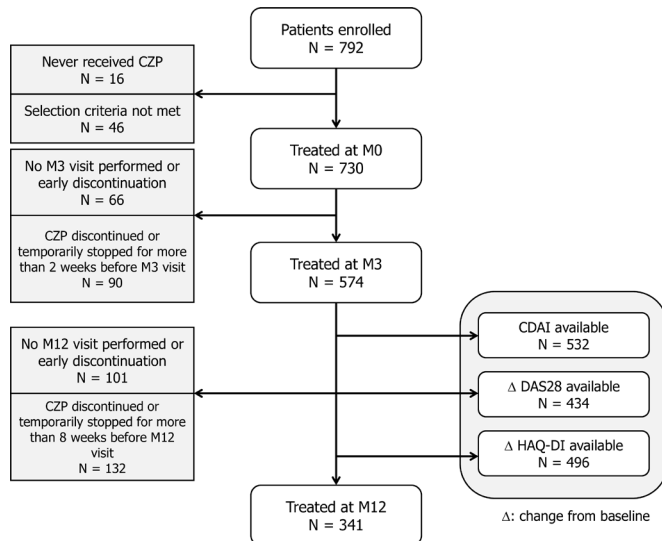 Patients enrolled
N = 792
Never received CZP
N = 16
Selection criteria not met
N = 46
Treated at M0
N = 730
No M3 visit performed or
early discontinuation
N = 66
CZP discontinued or
temporarily stopped for more
than 2 weeks before M3 visit
N = 90
Treated at M3
N = 574
CDAI available
N = 532
No M12 visit performed or
early discontinuation
N = 101
CZP discontinued or
temporarily stopped for more
than 8 weeks before M12
visit
N = 132
Δ DAS28 available
N = 434
Δ HAQ-DI available
N = 496
Treated at M12
N = 341
Δ: change from baseline